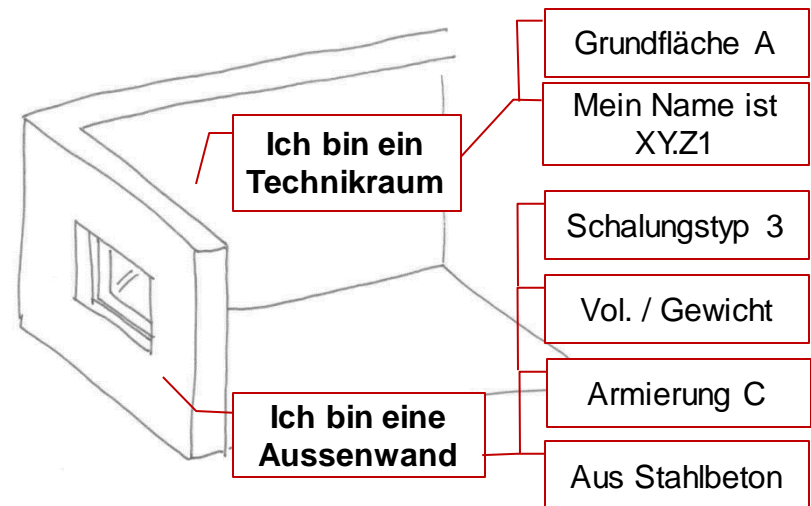 Grundfläche A
Mein Name ist
XY.Z1
Ich bin ein
Technikraum
Schalungstyp 3
Vol. / Gewicht
Armierung C
Ich bin eine
Aussenwand
Aus Stahlbeton